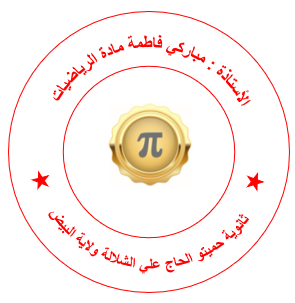 الأستاذة : مباركي فاطمة مادة الرياضيات
π
ثانوية حميتو الحاج علي الشلالة ولاية البيض